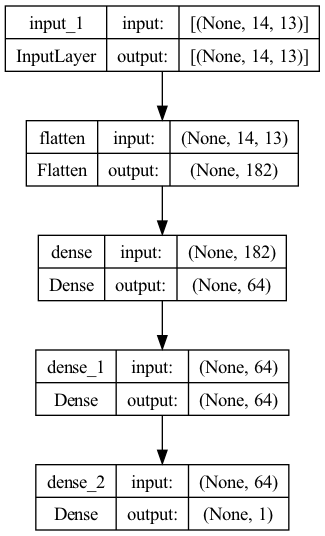 input_1 input: [(None, 14, 13)]
InputLayer output: [(None, 14, 13)]
flatten input: (None, 14, 13)
Flatten output: (None, 182)
dense input: (None, 182)
Dense output: (None, 64)
dense_1 input: (None, 64)
Dense output: (None, 64)
dense_2 input: (None, 64)
Dense output: (None, 1)